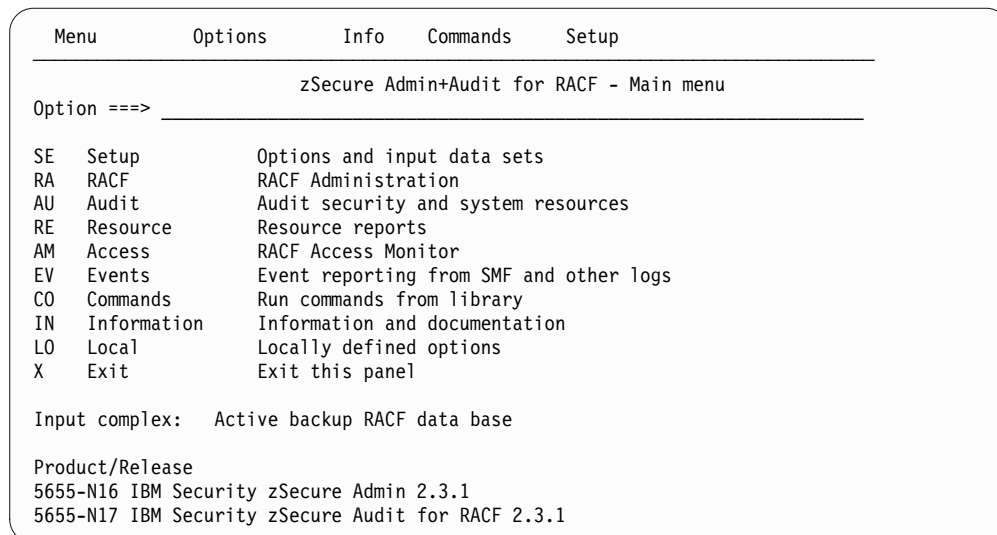 Menu Options Info Commands Setup
zSecure Admin+Audit for RACF - Main menu
Option ===>
SE Setup Options and input data sets
RA RACF RACF Administration
AU Audit Audit security and system resources
RE Resource Resource reports
AM Access RACF Access Monitor
EV Events Event reporting from SMF and other logs
CO Commands Run commands from library
IN Information Information and documentation
LO Local Locally defined options
X Exit Exit this panel
Input complex: Active backup RACF data base
Product/Release
5655-N16 IBM Security zSecure Admin 2.3.1
5655-N17 IBM Security zSecure Audit for RACF 2.3.1